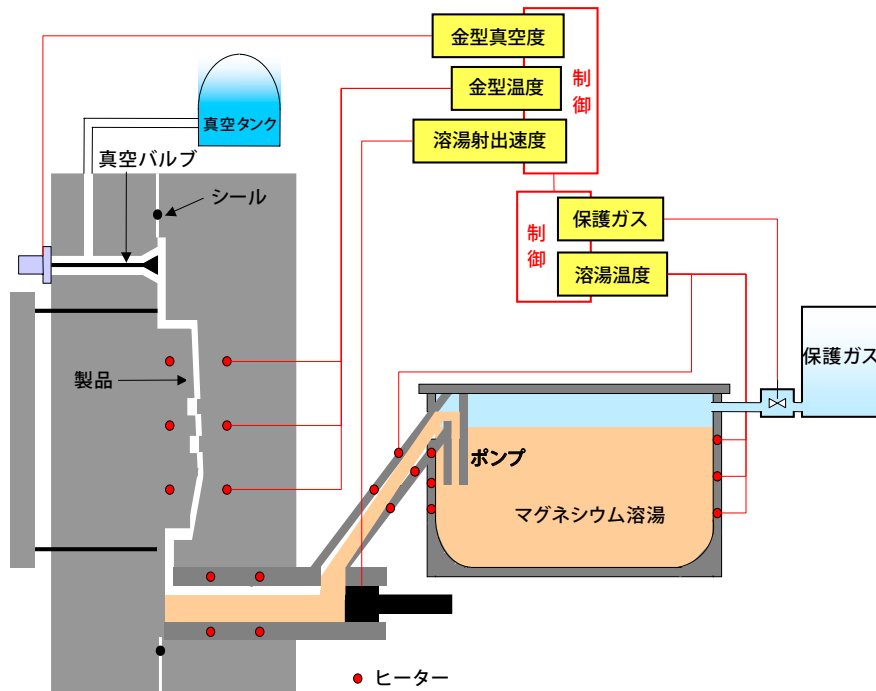 金型真空度
金型温度
溶湯射出速度
制御
真空タンク
真空バルブ
シール
制御
保護ガス
溶湯温度
保護ガス
製品
ポンプ
マグネシウム溶湯
ヒーター